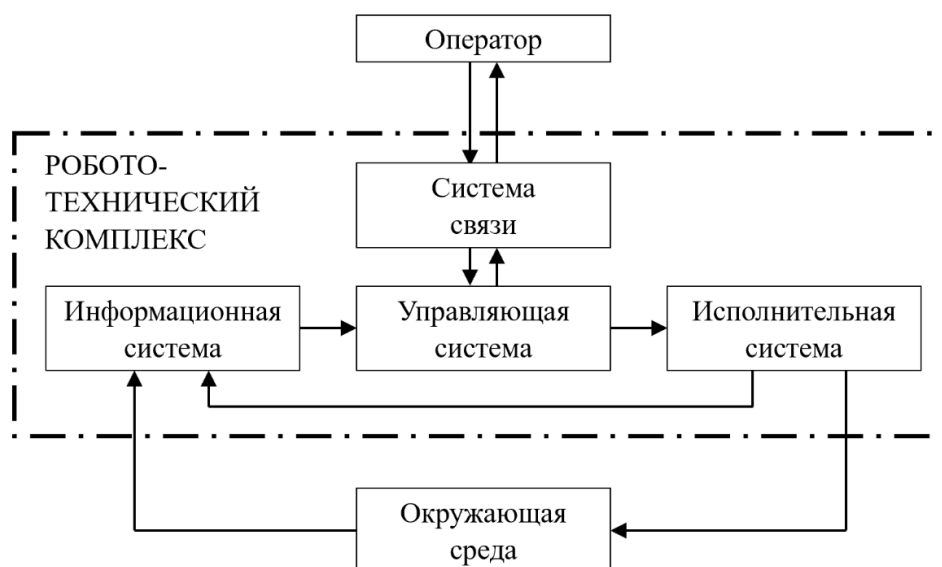 Оператор
РОБОТО-
ТЕХНИЧЕСКИЙ
КОМПЛЕКС
Система
связи
Информационная
система
Управляющая
система
Исполнительная
система
Окружающая
среда